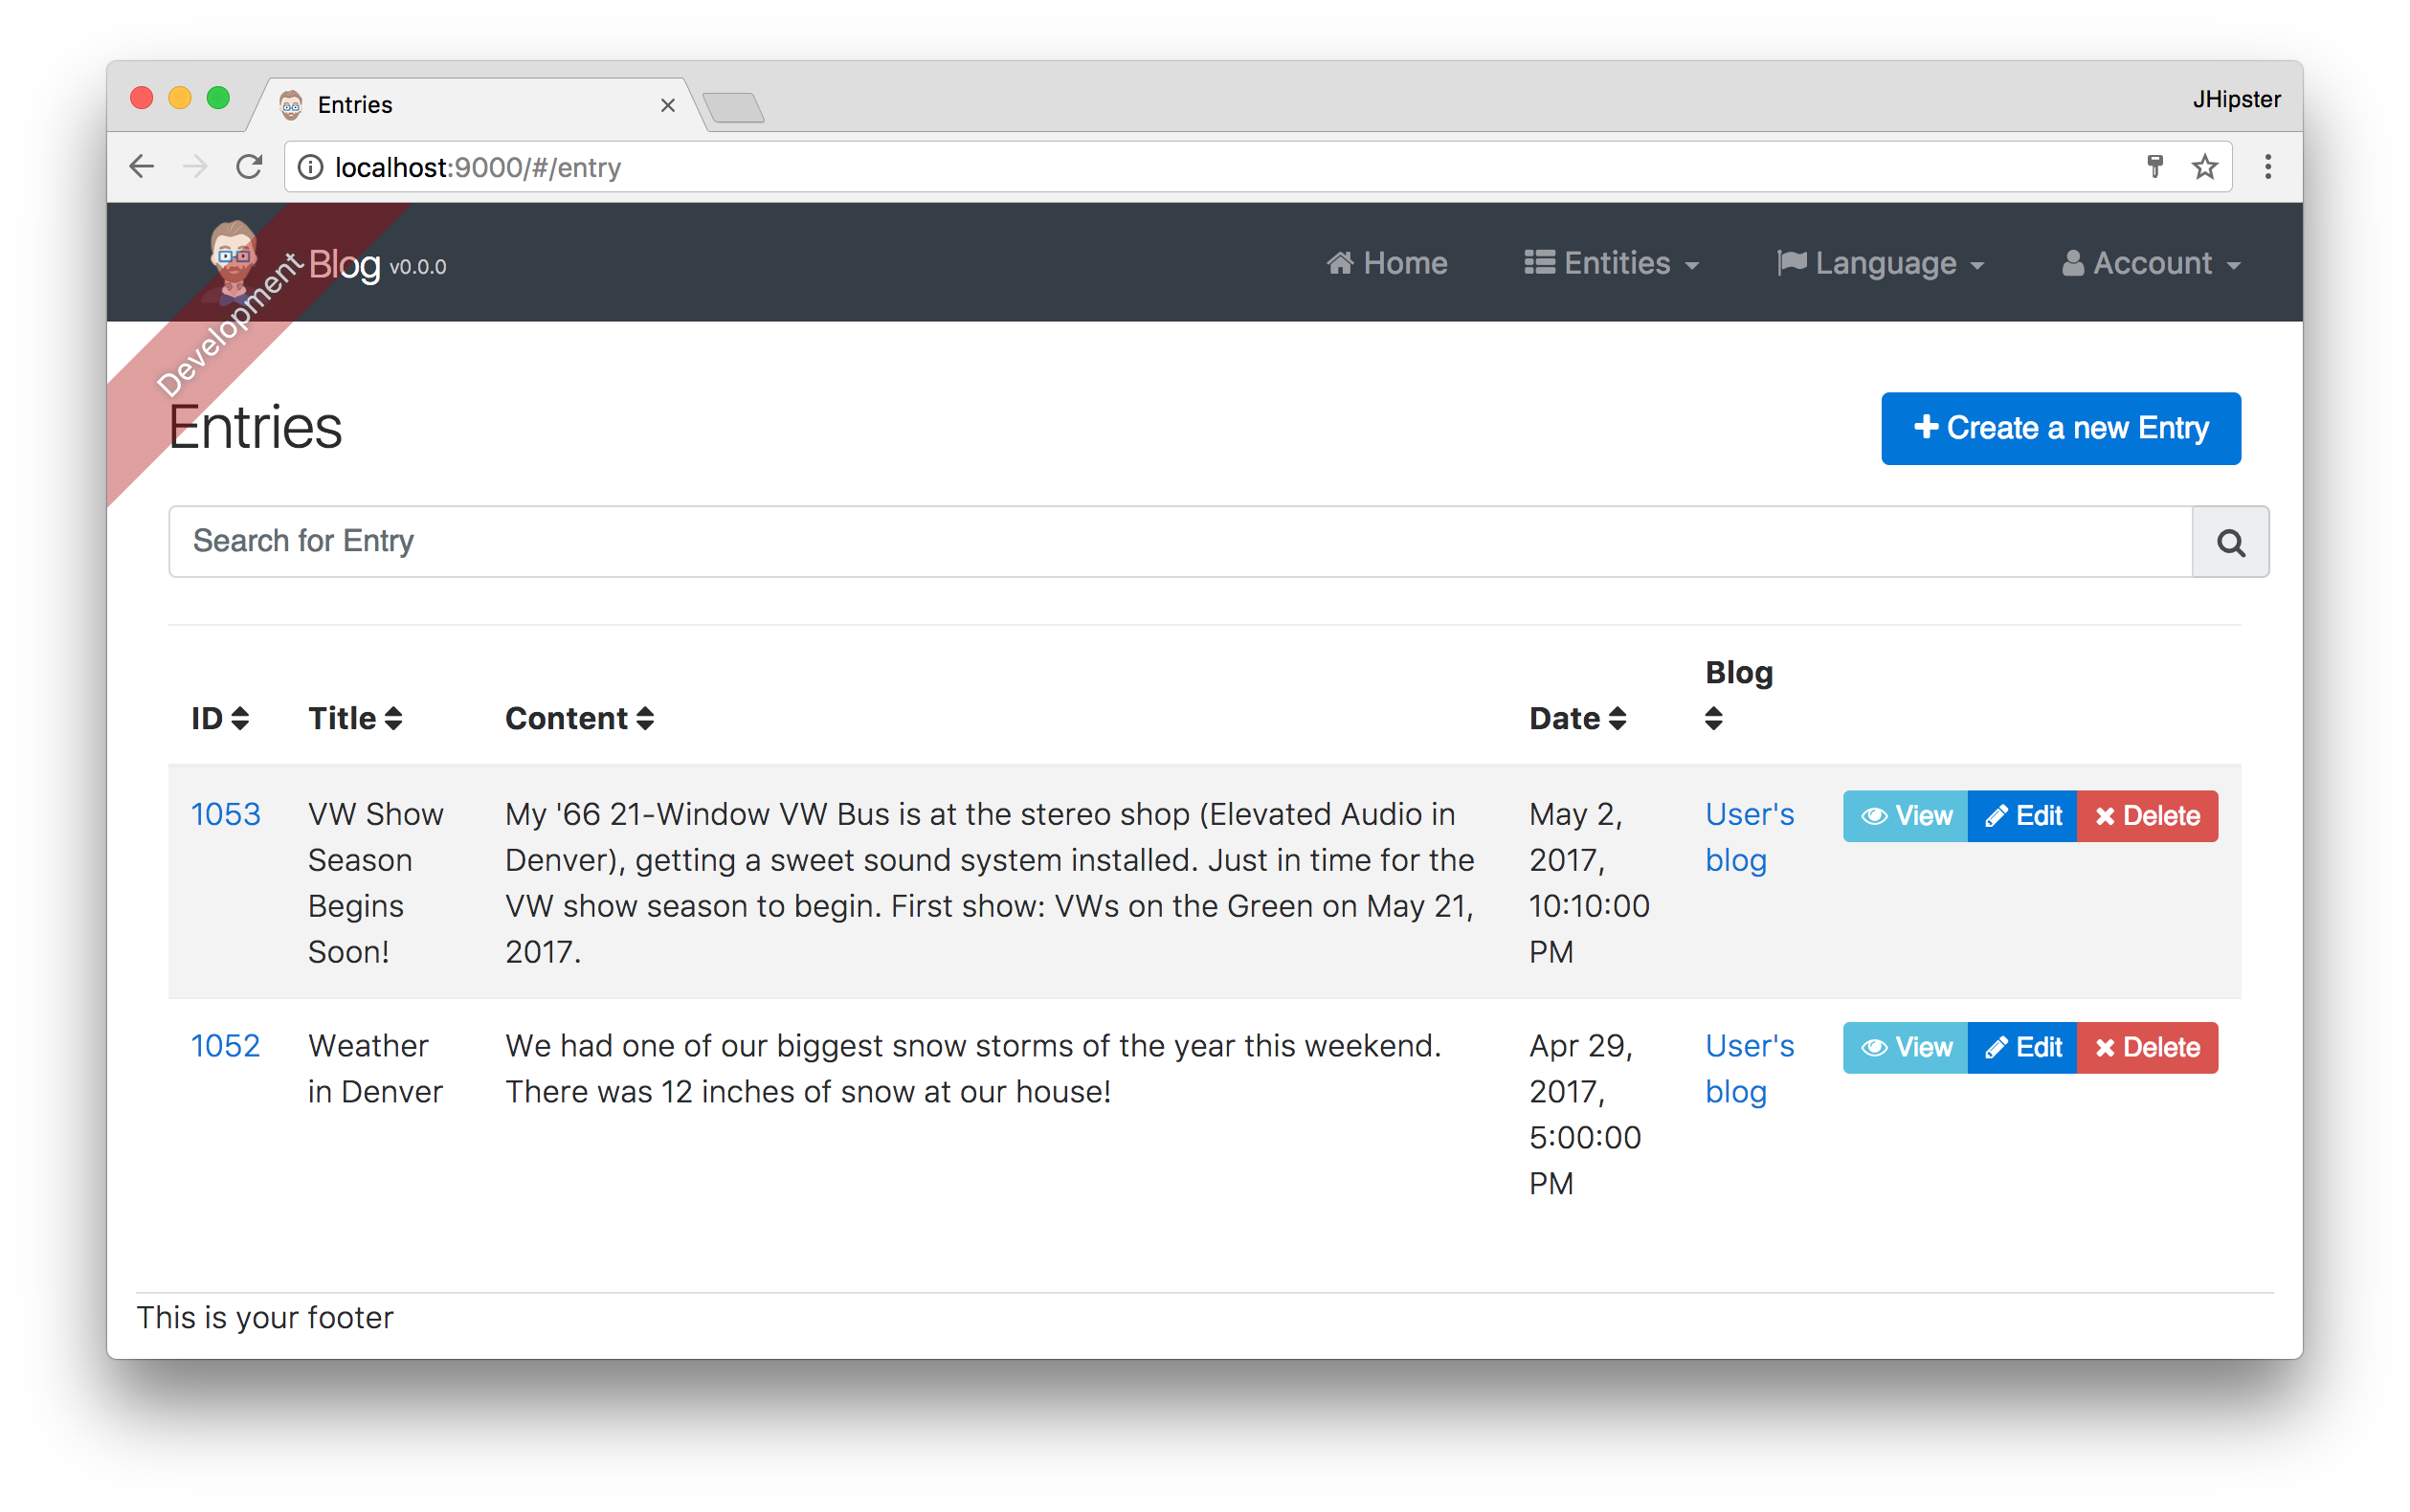 Entries
JHipster
localhost:9000/#/entry
Development
Blog v0.0.0
Home
Entities
Language
Account
Entries
Create a new Entry
Search for Entry
ID
Title
Content
Date
Blog
1053
VW Show
Season
Begins
Soon!
My '66 21-Window VW Bus is at the stereo shop (Elevated Audio in
Denver), getting a sweet sound system installed. Just in time for the
VW show season to begin. First show: VWs on the Green on May 21,
2017.
May 2,
2017,
10:10:00
PM
User's
blog
View
Edit
Delete
1052
Weather
in Denver
We had one of our biggest snow storms of the year this weekend.
There was 12 inches of snow at our house!
Apr 29,
2017,
5:00:00
PM
User's
blog
View
Edit
Delete
This is your footer